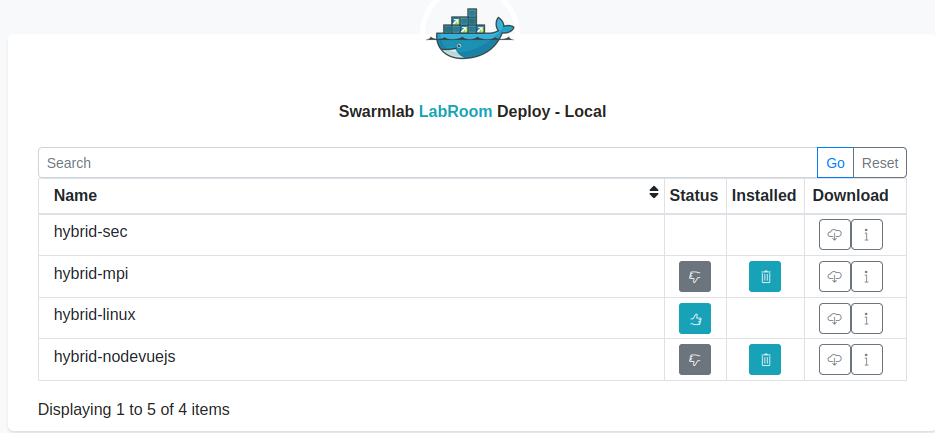 Swarmlab LabRoom Deploy - Local
Search Go Reset
Name Status Installed Download
hybrid-sec
hybrid-mpi
hybrid-linux
hybrid-nodevuejs
Displaying 1 to 5 of 4 items